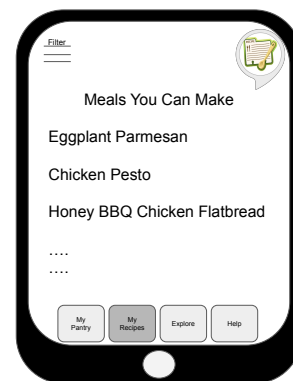 Filter
Meals You Can Make
Eggplant Parmesan
Chicken Pesto
Honey BBQ Chicken Flatbread
....
....
My
Pantry
My
Recipes
Explore
Help